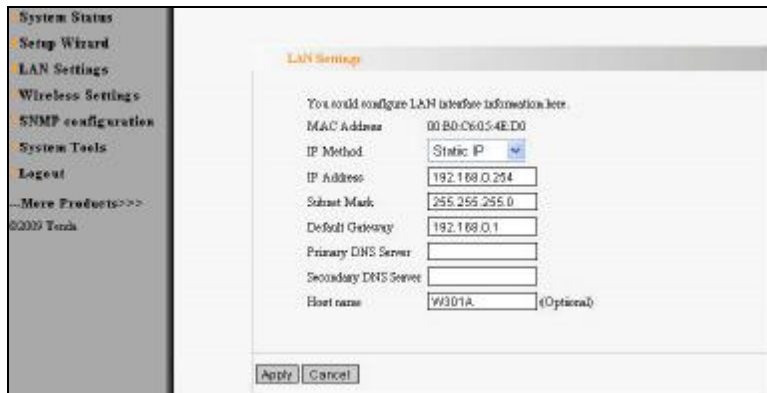 System Status
Setup Wizard
LAN Settings
Wireless Settings
SNMP configuration
System Tools
Logout
...More Products>>>
©2009 Tenda
LAN Settings
You could configure LAN interface information here.
MAC Address 00:B0:C6:05:4E:D0
IP Method Static IP
IP Address 192.168.0.254
Subnet Mask 255.255.255.0
Default Gateway 192.168.0.1
Primary DNS Server
Secondary DNS Server
Host name W301A (Optional)
Apply Cancel